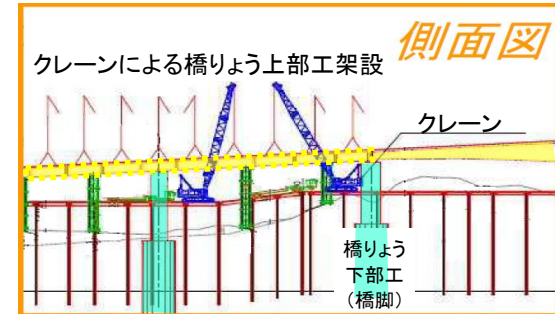 側面図
クレーンによる橋りょう上部工架設
クレーン
橋りょう
下部工
（橋脚）